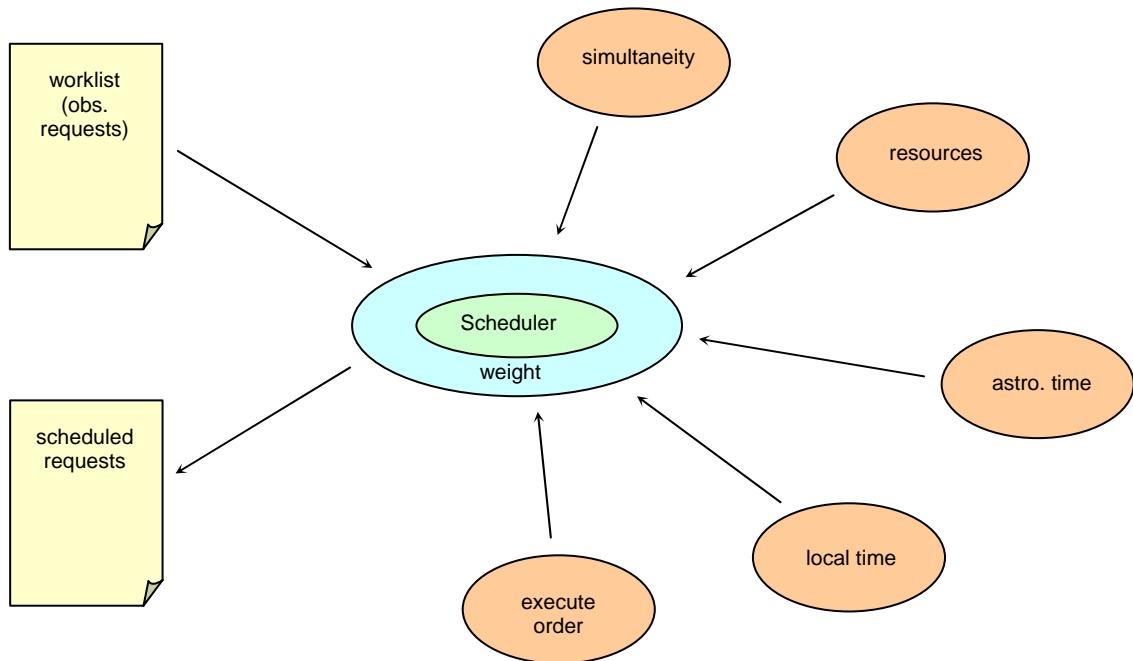 worklist
(obs.
requests)
simultaneity
resources
Scheduler
weight
astro. time
scheduled
requests
local time
execute
order